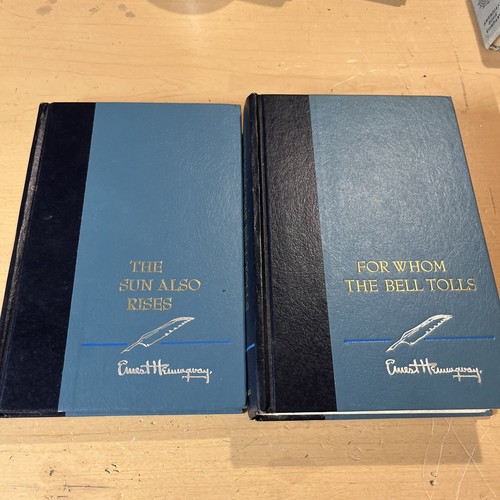 THE
SUN ALSO
RISES
Ernest Hemingway.
FOR WHOM
THE BELL TOLLS
Ernest Hemingway.